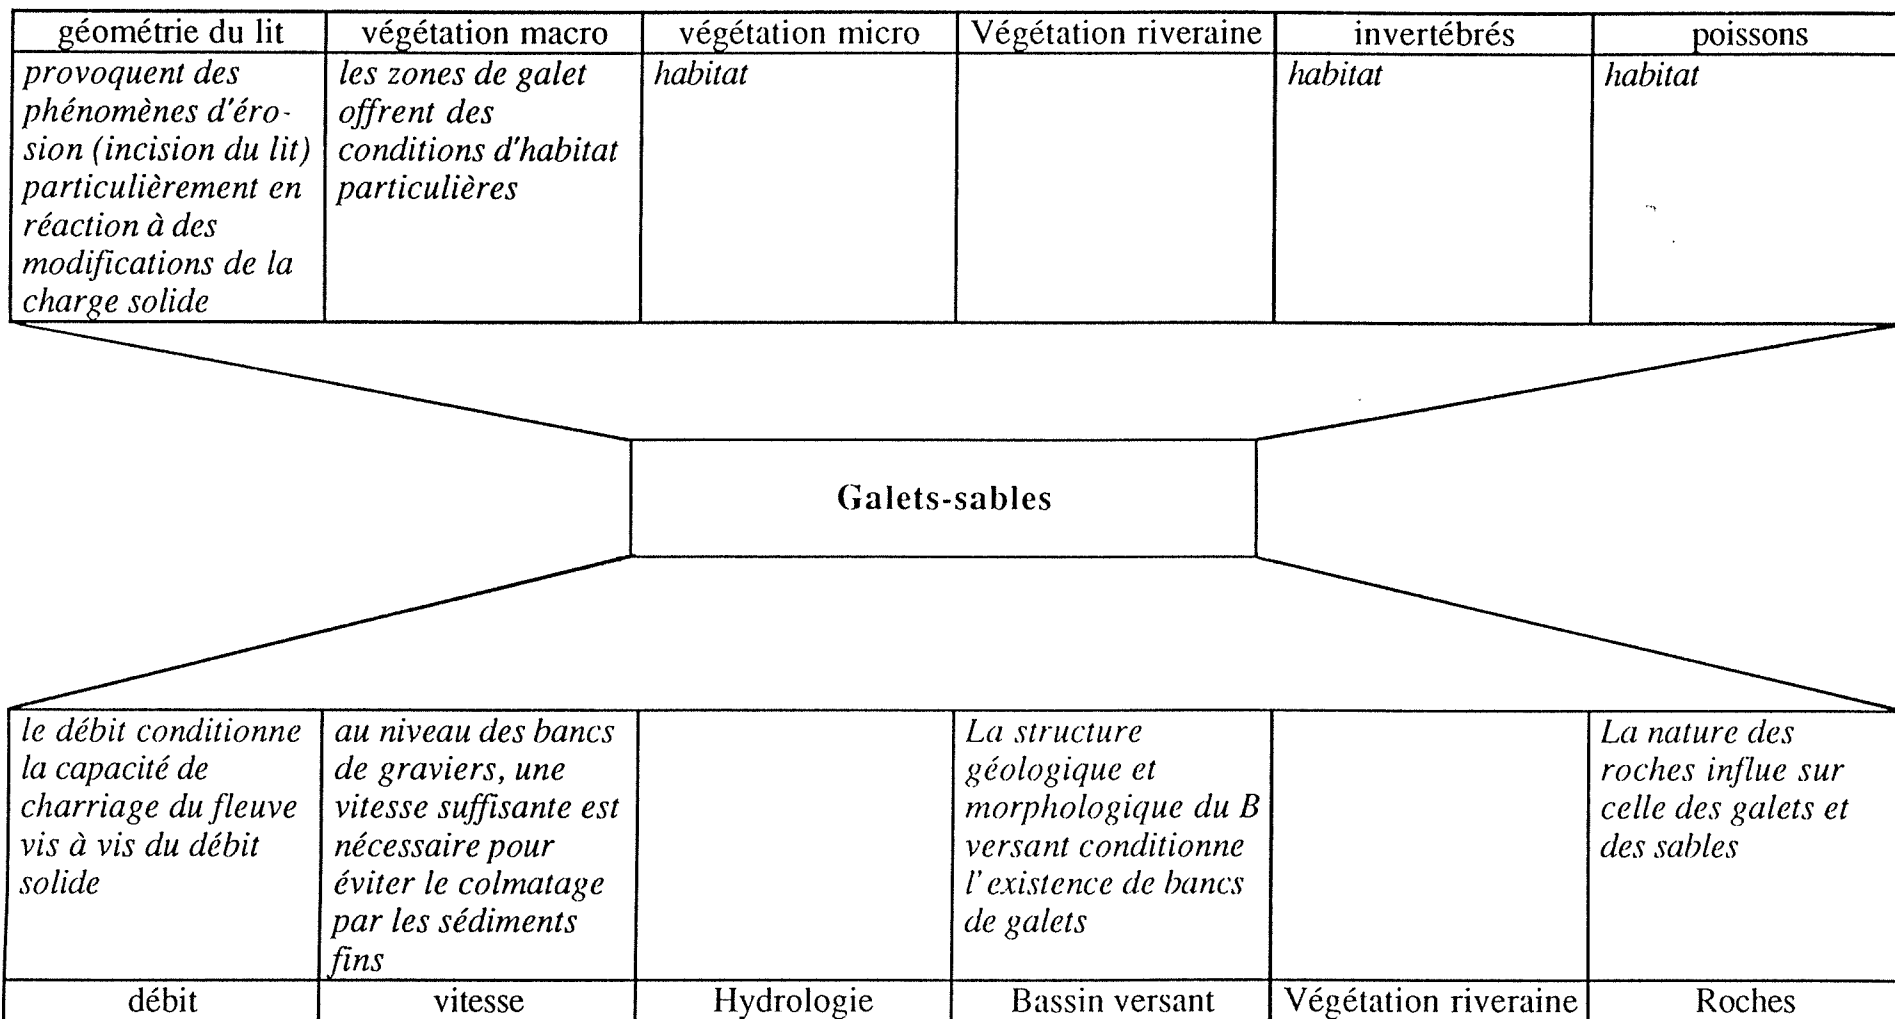 géométrie du lit
végétation macro
végétation micro
Végétation riveraine
invertébrés
poissons
provoquent des
phénomènes d'éro-
sion (incision du lit)
particulièrement en
réaction à des
modifications de la
charge solide
les zones de galet
offrent des
conditions d'habitat
particulières
habitat
habitat
habitat
Galets-sables
le débit conditionne
la capacité de
charriage du fleuve
vis à vis du débit
solide
au niveau des bancs
de graviers, une
vitesse suffisante est
nécessaire pour
éviter le colmatage
par les sédiments
fins
La structure
géologique et
morphologique du B
versant conditionne
l'existence de bancs
de galets
La nature des
roches influe sur
celle des galets et
des sables
débit
vitesse
Hydrologie
Bassin versant
Végétation riveraine
Roches